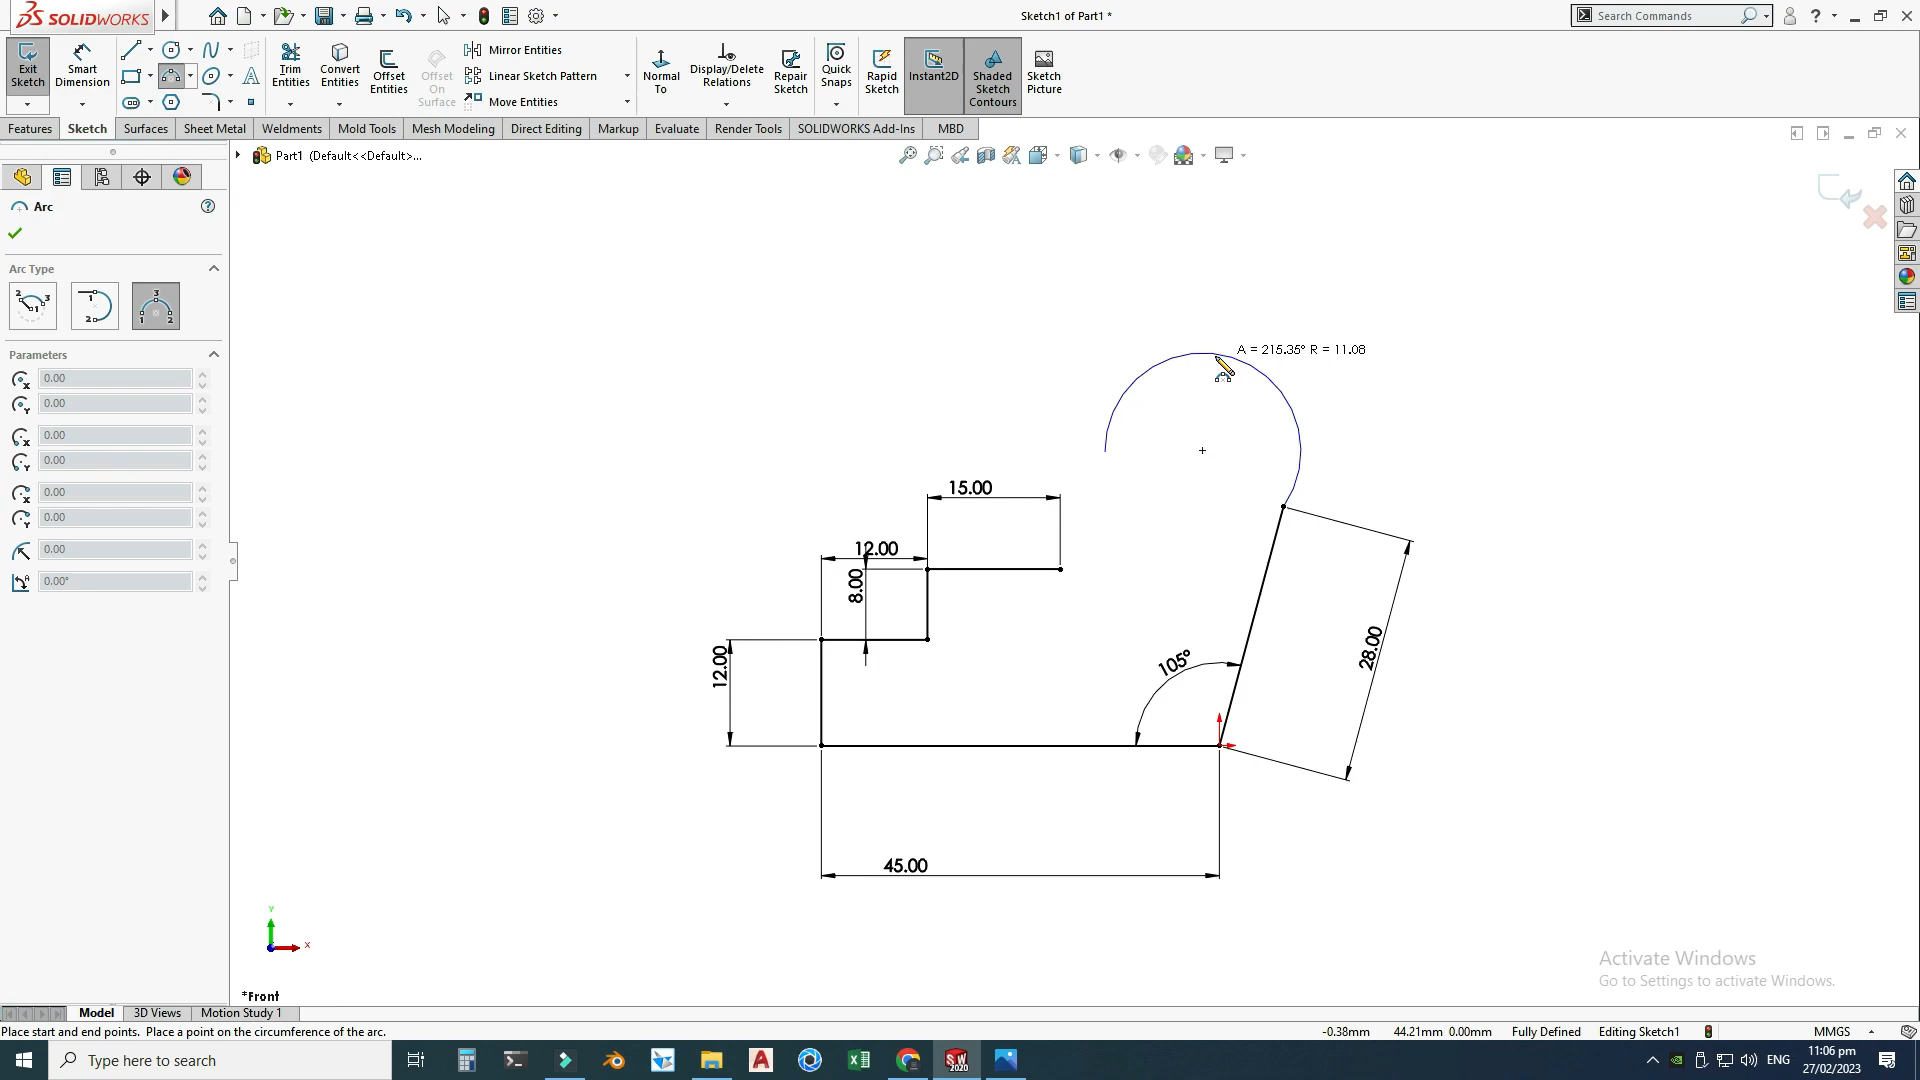 SOLIDWORKS
Sketch1 of Part1 *
Search Commands
Exit Sketch
Smart Dimension
Trim Entities
Convert Entities
Offset Entities
Offset On Surface
Mirror Entities
Linear Sketch Pattern
Move Entities
Normal To
Display/Delete Relations
Repair Sketch
Quick Snaps
Rapid Sketch
Instant2D
Shaded Sketch Contours
Sketch Picture
Features
Sketch
Surfaces
Sheet Metal
Weldments
Mold Tools
Mesh Modeling
Direct Editing
Markup
Evaluate
Render Tools
SOLIDWORKS Add-Ins
MBD
Part1 (Default<<Default>...
Arc
Arc Type
Parameters
0.00
0.00
0.00
0.00
0.00
0.00
0.00
0.00°
A = 215.35° R = 11.08
15.00
12.00
8.00
12.00
105°
28.00
45.00
Y
X
*Front
Activate Windows
Go to Settings to activate Windows.
Model
3D Views
Motion Study 1
Place start and end points. Place a point on the circumference of the arc.
-0.38mm
44.21mm 0.00mm
Fully Defined
Editing Sketch1
MMGS
Type here to search
ENG
11:06 pm
27/02/2023